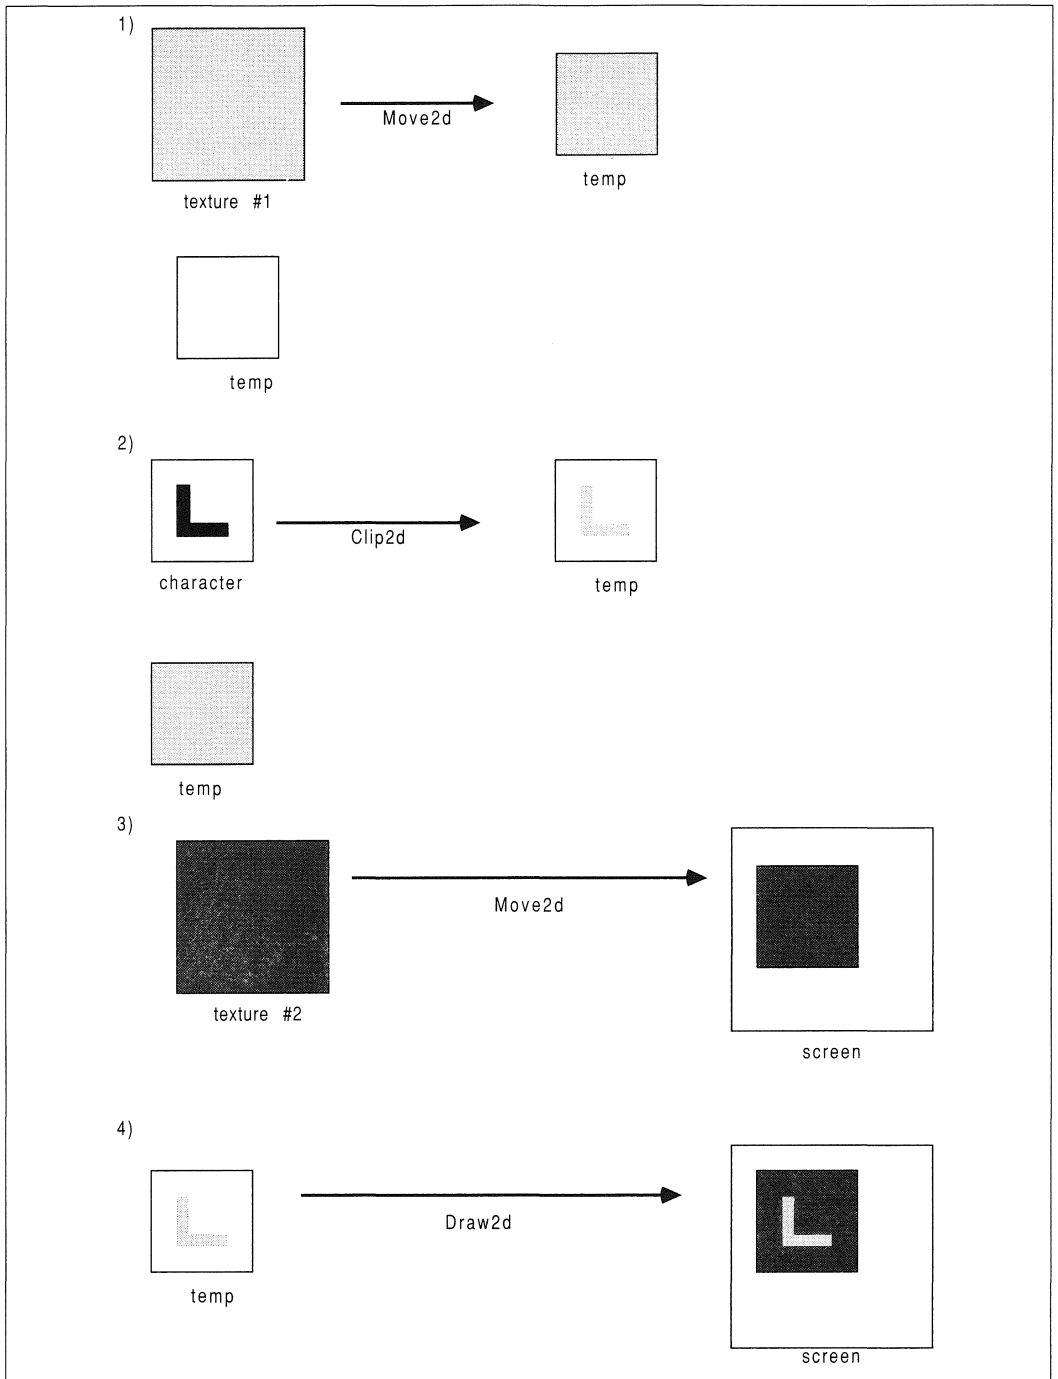 1)
Move2d
temp
texture #1
temp
2)
Clip2d
character
temp
temp
3)
Move2d
texture #2
screen
4)
Draw2d
temp
screen